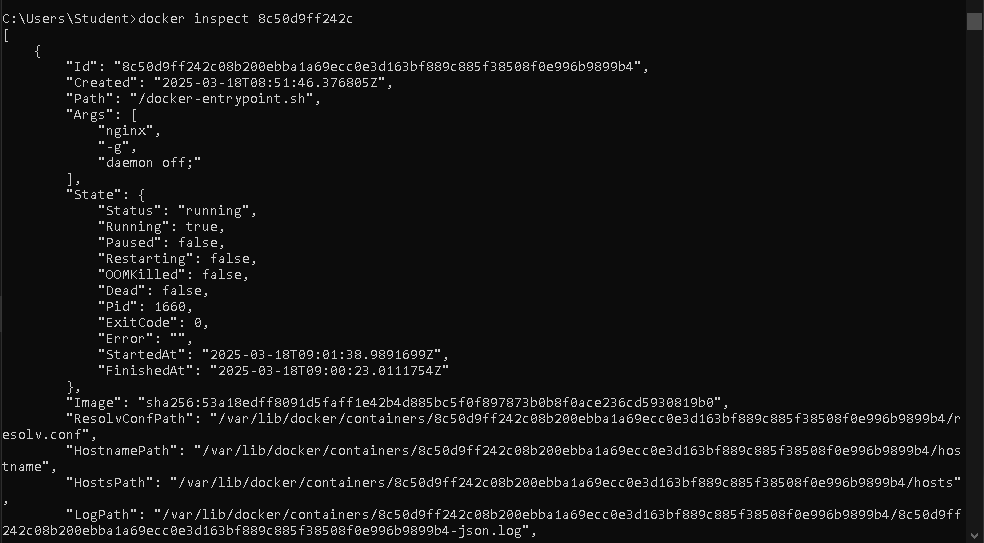 C:\Users\Student>docker inspect 8c50d9ff242c
[
    {
        "Id": "8c50d9ff242c08b200ebba1a69ecc0e3d163bf889c885f38508f0e996b9899b4",
        "Created": "2025-03-18T08:51:46.376805Z",
        "Path": "/docker-entrypoint.sh",
        "Args": [
            "nginx",
            "-g",
            "daemon off;"
        ],
        "State": {
            "Status": "running",
            "Running": true,
            "Paused": false,
            "Restarting": false,
            "OOMKilled": false,
            "Dead": false,
            "Pid": 1660,
            "ExitCode": 0,
            "Error": "",
            "StartedAt": "2025-03-18T09:01:38.9891699Z",
            "FinishedAt": "2025-03-18T09:00:23.0111754Z"
        },
        "Image": "sha256:53a18edff8091d5faff1e42b4d885bc5f0f897873b0b8f0ace236cd5930819b0",
        "ResolvConfPath": "/var/lib/docker/containers/8c50d9ff242c08b200ebba1a69ecc0e3d163bf889c885f38508f0e996b9899b4/r
esolv.conf",
        "HostnamePath": "/var/lib/docker/containers/8c50d9ff242c08b200ebba1a69ecc0e3d163bf889c885f38508f0e996b9899b4/hos
tname",
        "HostsPath": "/var/lib/docker/containers/8c50d9ff242c08b200ebba1a69ecc0e3d163bf889c885f38508f0e996b9899b4/hosts"
,
        "LogPath": "/var/lib/docker/containers/8c50d9ff242c08b200ebba1a69ecc0e3d163bf889c885f38508f0e996b9899b4/8c50d9ff
242c08b200ebba1a69ecc0e3d163bf889c885f38508f0e996b9899b4-json.log",